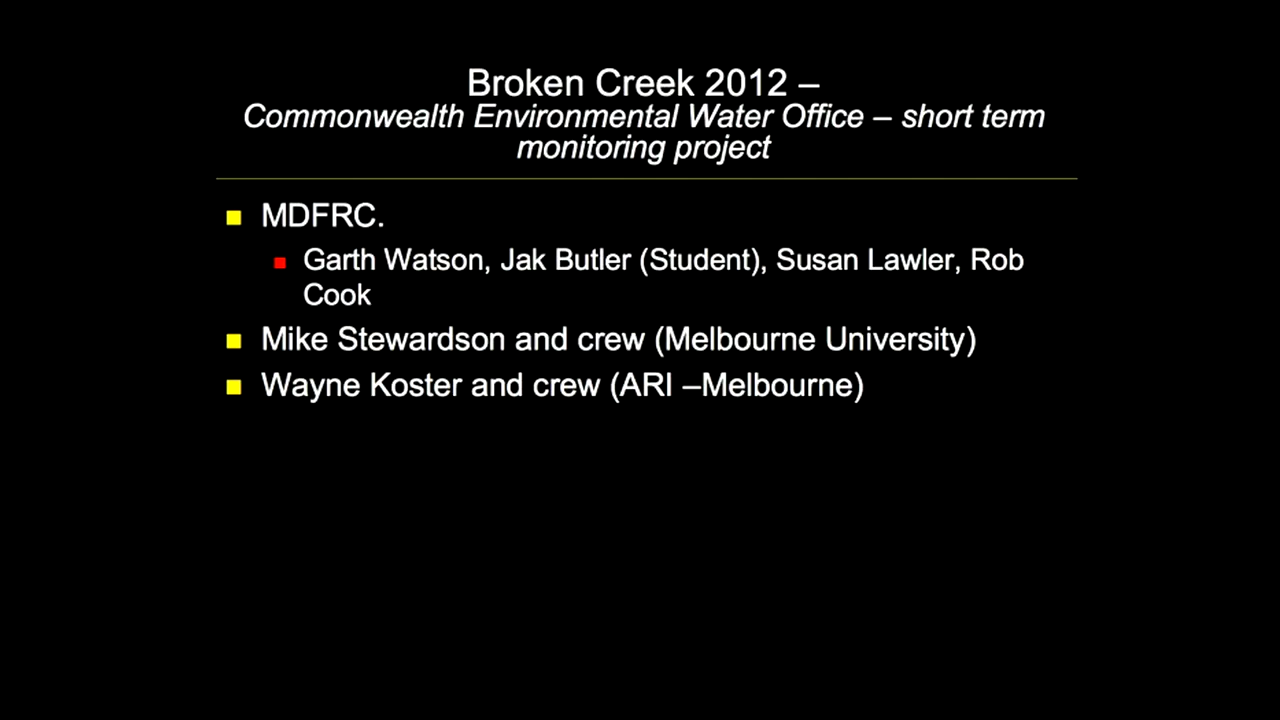 Broken Creek 2012 –
Commonwealth Environmental Water Office – short term
monitoring project
MDFRC.
Garth Watson, Jak Butler (Student), Susan Lawler, Rob
Cook
Mike Stewardson and crew (Melbourne University)
Wayne Koster and crew (ARI –Melbourne)